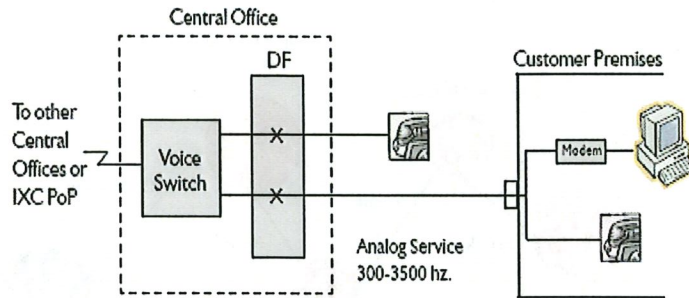 Central Office
DF
Customer Premises
To other
Central
Offices or
IXC PoP
Voice
Switch
Modem
Analog Service
300-3500 hz.